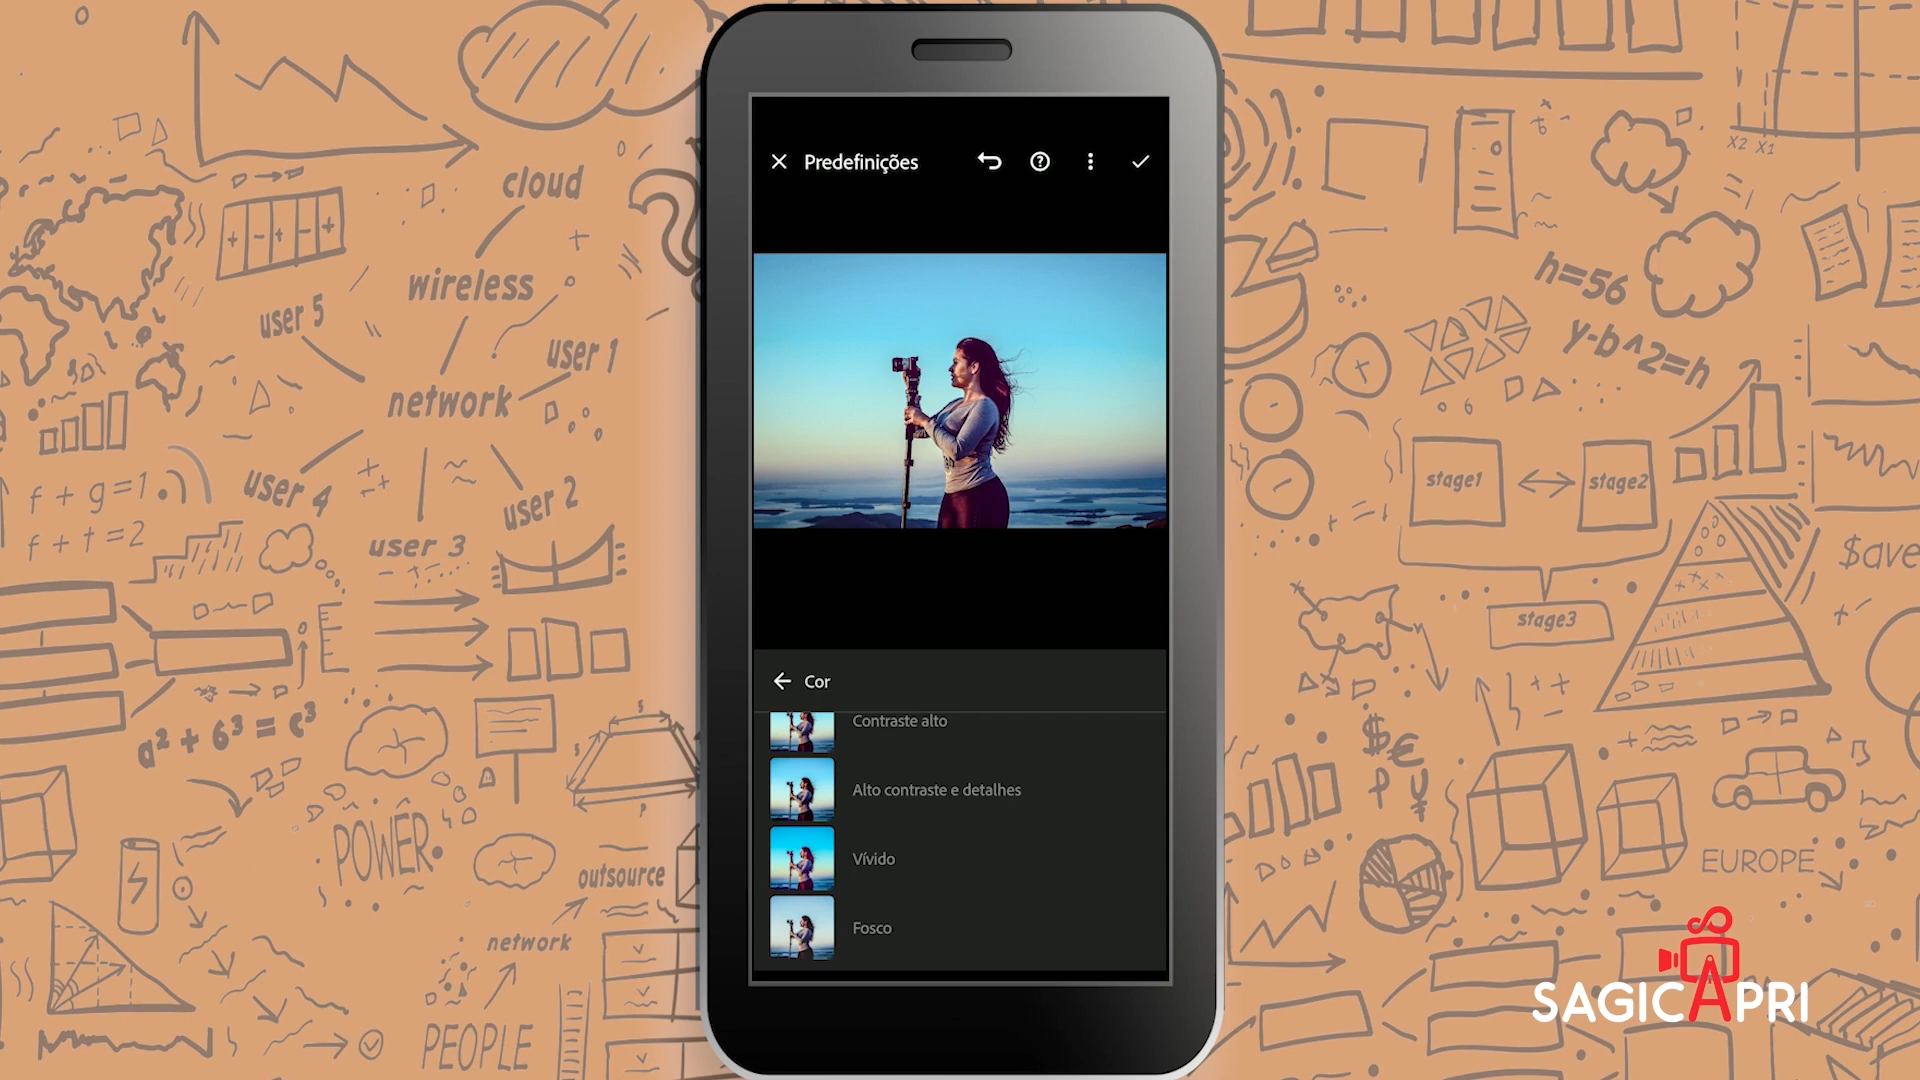 Predefinições
Cor
Contraste alto
Alto contraste e detalhes
Vívido
Fosco
cloud
wireless
user 5
user 1
network
user 4
user 2
user 3
f + g = 1
f + t = 2
a² + 6³ = c³
POWER
outsource
network
PEOPLE
X2 X1
h=56
y-b^2=h
stage1
stage2
stage3
$ave
$ €
EUROPE
SAGICAPRI